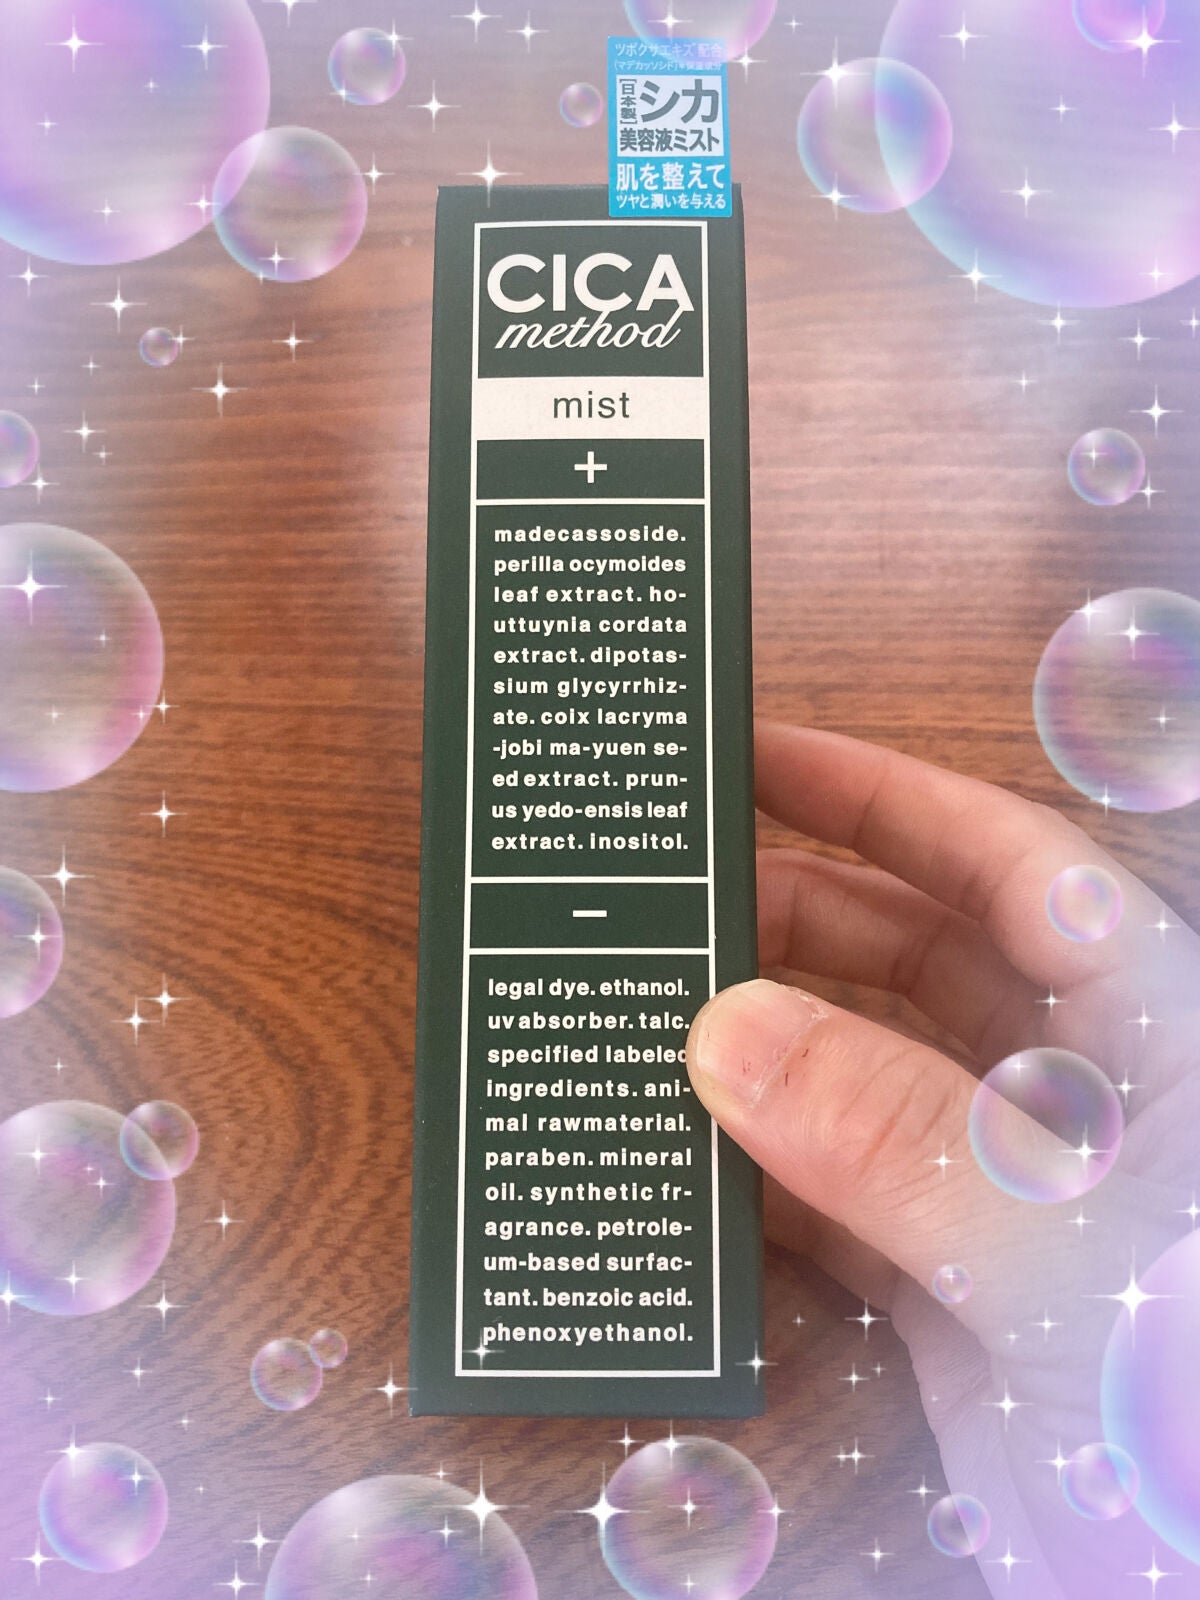 ツボクサエキス配合
(マデカッソシド)※保湿成分
[日本製]
シカ
美容液ミスト
肌を整えて
ツヤと潤いを与える
CICA
method
mist
+
madecassoside.
perilla ocymoides
leaf extract. ho-
uttuynia cordata
extract. dipotas-
sium glycyrrhiz-
ate. coix lacryma
-jobi ma-yuen se-
ed extract. prun-
us yedo-ensis leaf
extract. inositol.
−
legal dye. ethanol.
uv absorber. talc.
specified labeled
ingredients. ani-
mal rawmaterial.
paraben. mineral
oil. synthetic fr-
agrance. petrole-
um-based surfac-
tant. benzoic acid.
phenoxyethanol.